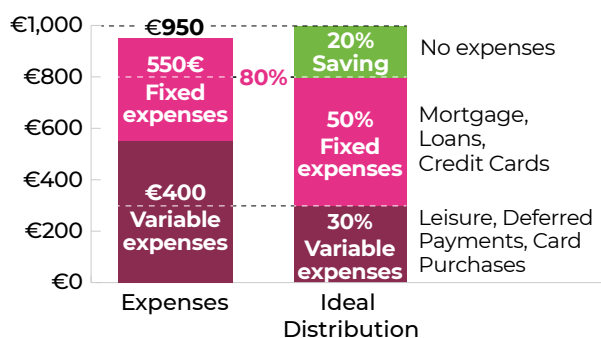 €1,000
€800
€600
€400
€200
€0
€950
550€
Fixed
expenses
€400
Variable
expenses
80%
20%
Saving
50%
Fixed
expenses
30%
Variable
expenses
No expenses
Mortgage,
Loans,
Credit Cards
Leisure, Deferred
Payments, Card
Purchases
Expenses
Ideal
Distribution